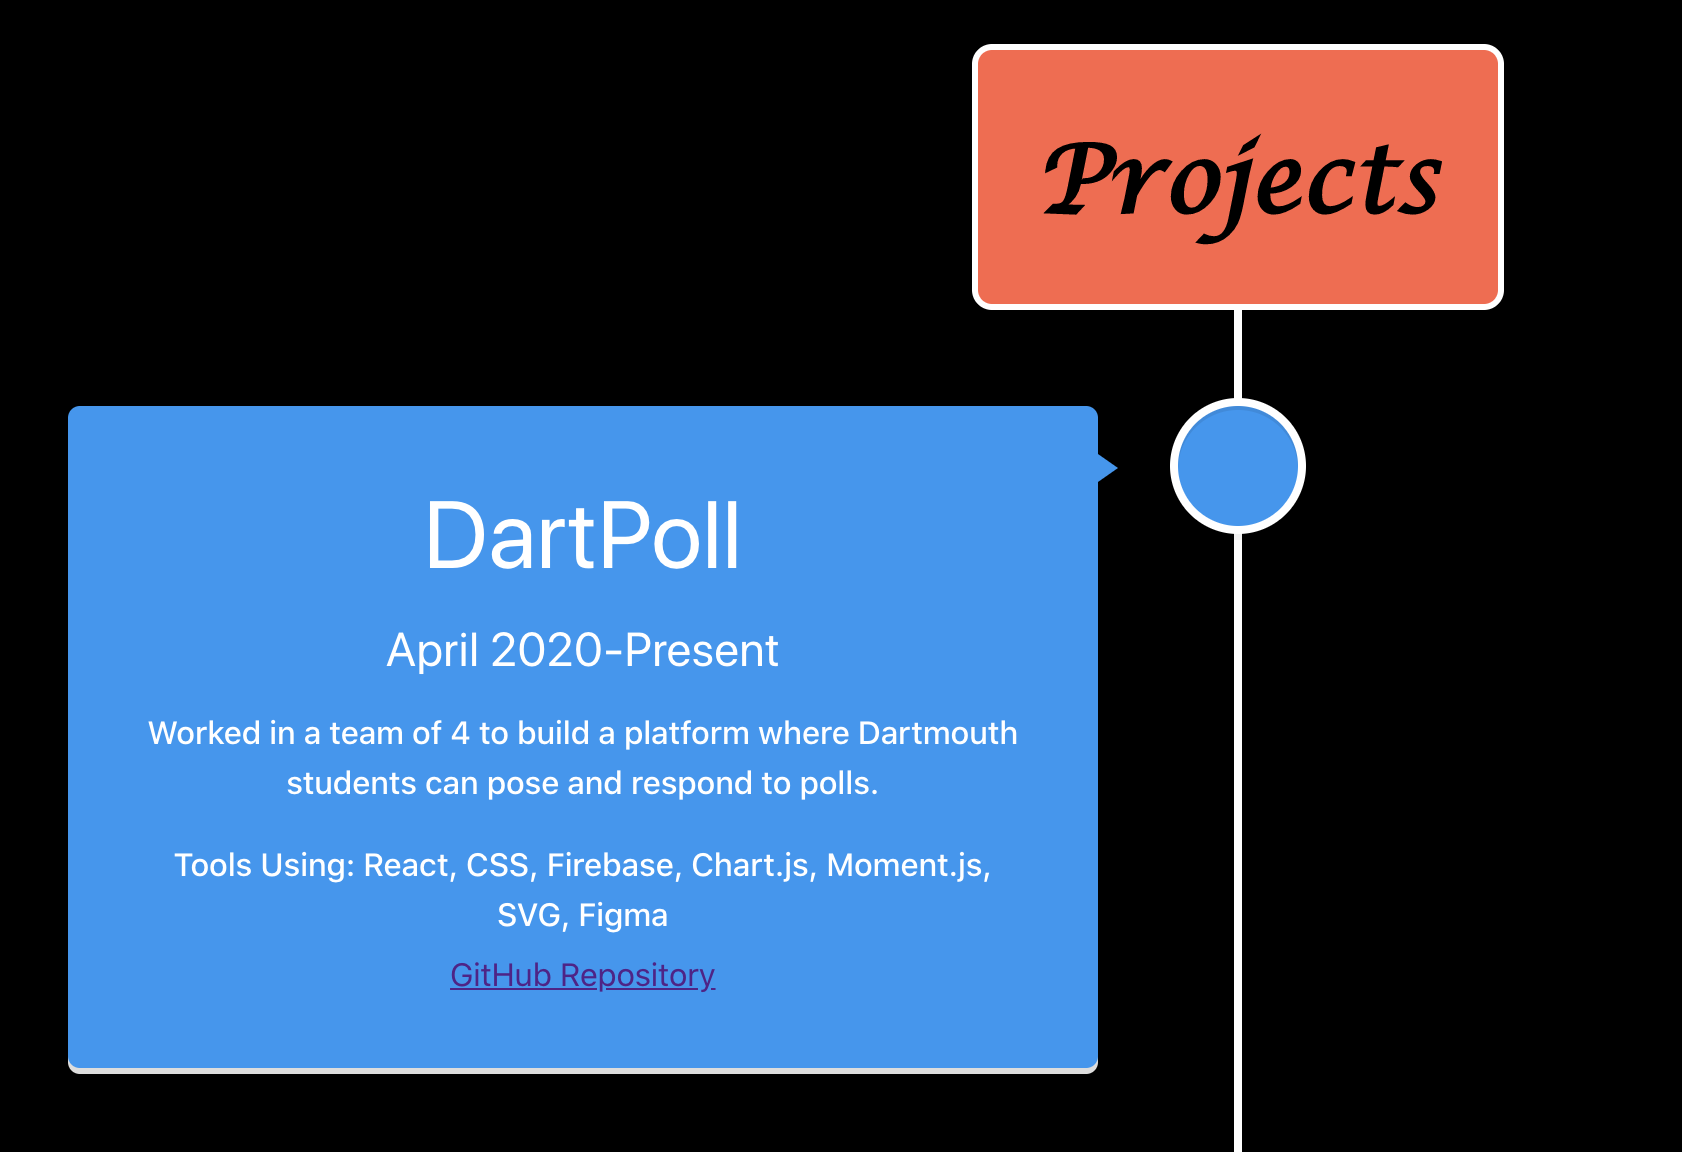 Projects
DartPoll
April 2020-Present
Worked in a team of 4 to build a platform where Dartmouth
students can pose and respond to polls.
Tools Using: React, CSS, Firebase, Chart.js, Moment.js,
SVG, Figma
GitHub Repository